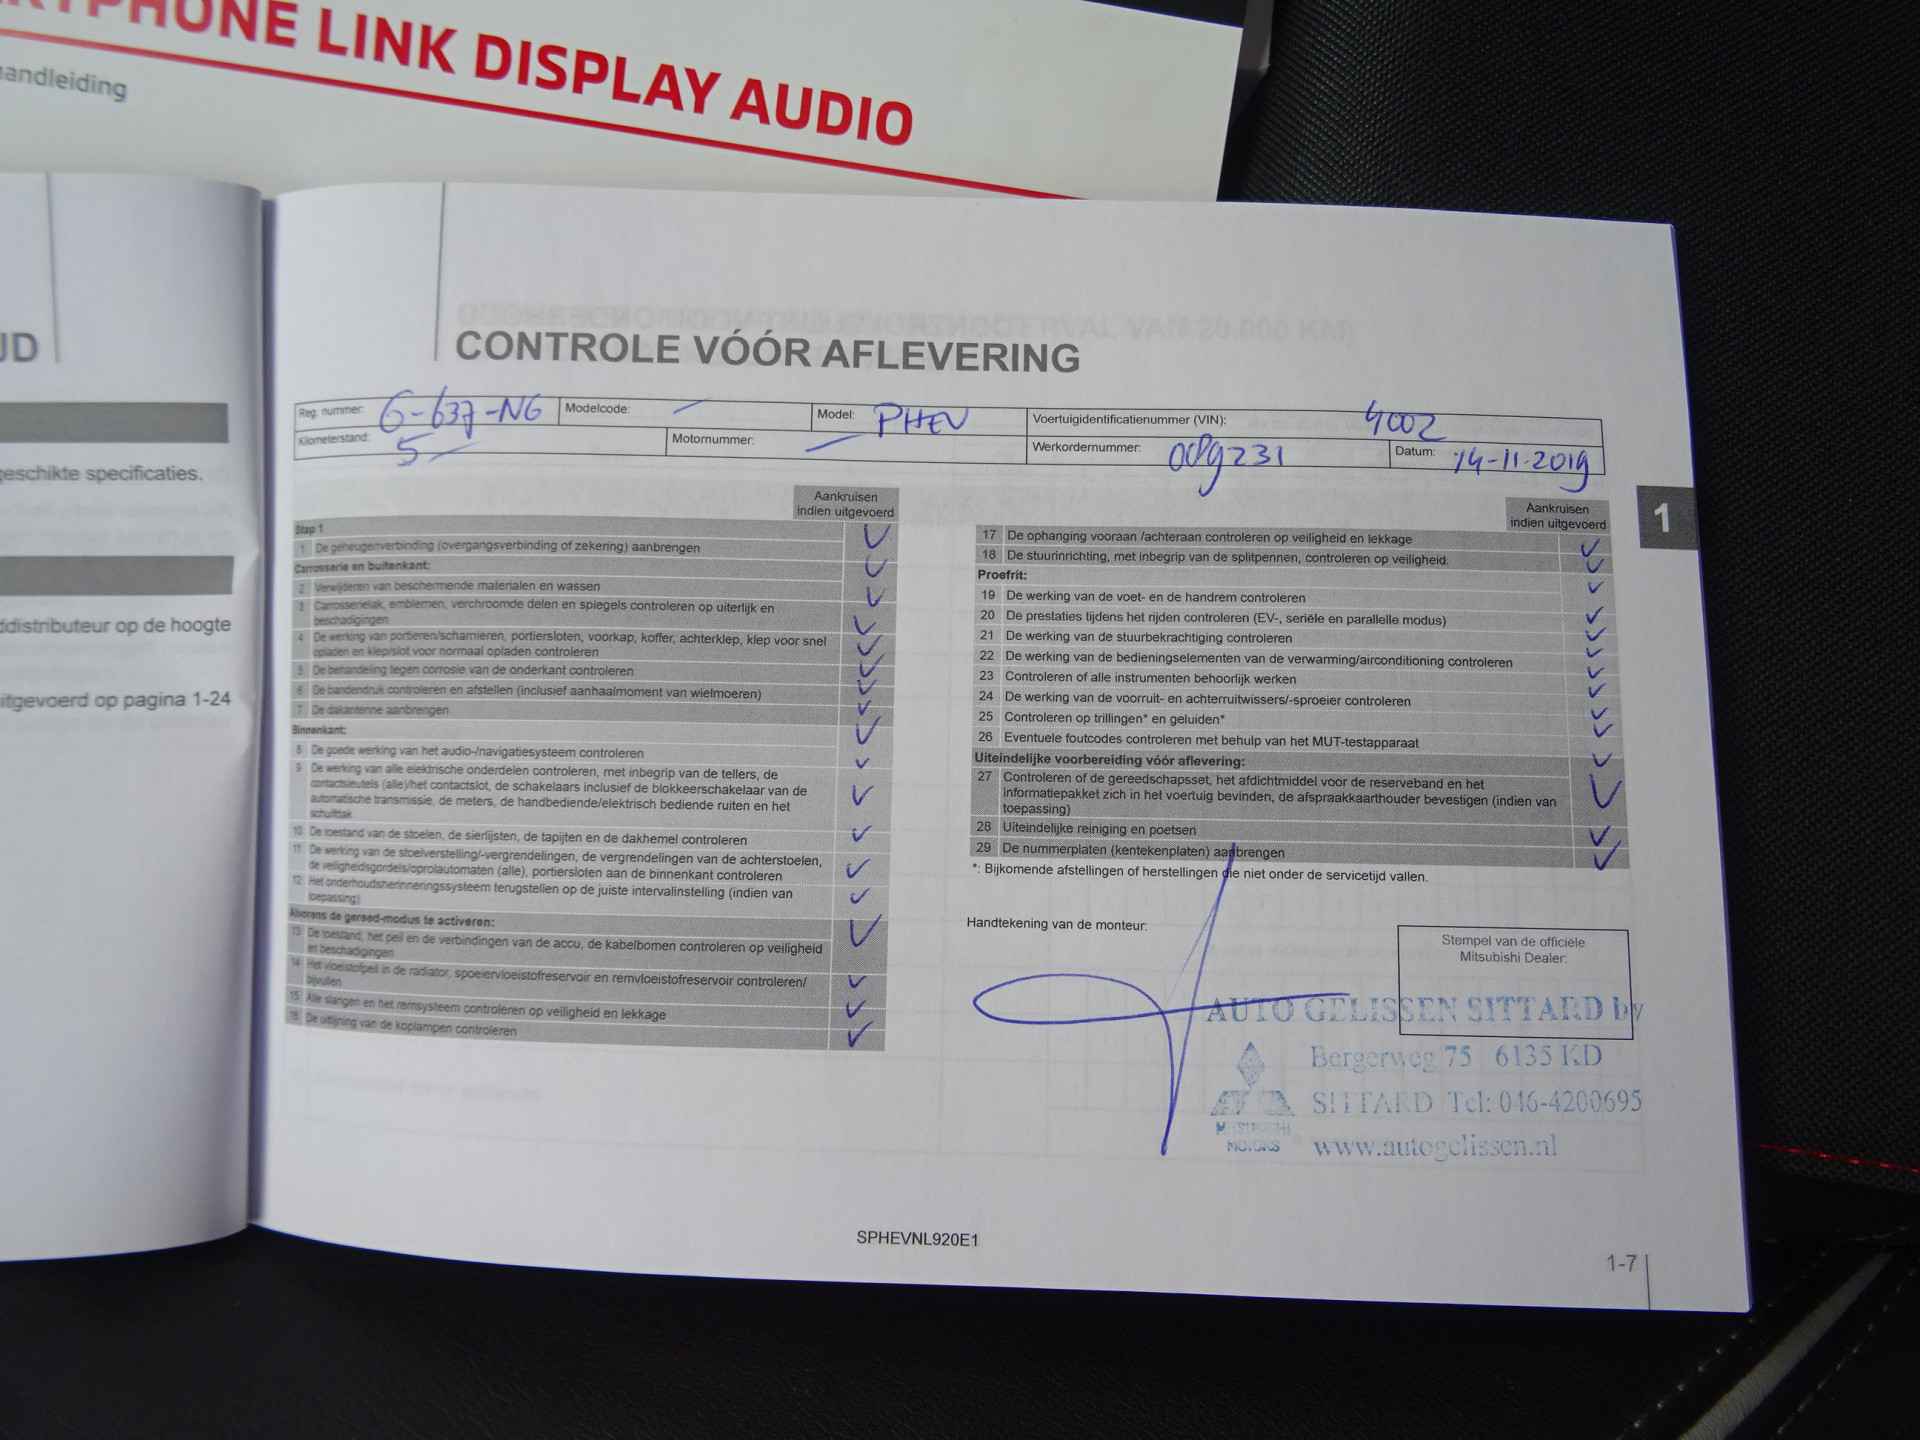 RTPHONE LINK DISPLAY AUDIO
andleiding
UD
geschikte specificaties.
ddistributeur op de hoogte
itgevoerd op pagina 1-24
CONTROLE VÓÓR AFLEVERING
Reg. nummer: G-637-NG Modelcode: Model: PHEV Voertuigidentificatienummer (VIN): 4002
Kilometerstand: 5 Motornummer: Werkordernummer: 089231 Datum: 14-11-2019
Aankruisen
indien uitgevoerd
Stap 1
1 De geheugenverbinding (overgangsverbinding of zekering) aanbrengen
Carrosserie en buitenkant:
2 Verwijderen van beschermende materialen en wassen
3 Carrosserielak, emblemen, verchroomde delen en spiegels controleren op uiterlijk en
beschadigingen
4 De werking van portieren/scharnieren, portiersloten, voorkap, koffer, achterklep, klep voor snel
opladen en klep/slot voor normaal opladen controleren
5 De behandeling tegen corrosie van de onderkant controleren
6 De bandendruk controleren en afstellen (inclusief aanhaalmoment van wielmoeren)
7 De dakantenne aanbrengen
Binnenkant:
8 De goede werking van het audio-/navigatiesysteem controleren
9 De werking van alle elektrische onderdelen controleren, met inbegrip van de tellers, de
contactsleutels (alle)/het contactslot, de schakelaars inclusief de blokkeerschakelaar van de
automatische transmissie, de meters, de handbediende/elektrisch bediende ruiten en het
schuifdak
10 De toestand van de stoelen, de sierlijsten, de tapijten en de dakhemel controleren
11 De werking van de stoelverstelling/-vergrendelingen, de vergrendelingen van de achterstoelen,
de veiligheidsgordels/oprolautomaten (alle), portiersloten aan de binnenkant controleren
12 Het onderhoudsherinneringssysteem terugstellen op de juiste intervalinstelling (indien van
toepassing)
Alvorens de gereed-modus te activeren:
13 De toestand, het peil en de verbindingen van de accu, de kabelbomen controleren op veiligheid
en beschadigingen
14 Het vloeistofpeil in de radiator, spoeiervloeistofreservoir en remvloeistofreservoir controleren/
bijvullen
15 Alle slangen en het remsysteem controleren op veiligheid en lekkage
16 De uitlijning van de koplampen controleren
Aankruisen
indien uitgevoerd
17 De ophanging vooraan /achteraan controleren op veiligheid en lekkage
18 De stuurinrichting, met inbegrip van de splitpennen, controleren op veiligheid.
Proefrit:
19 De werking van de voet- en de handrem controleren
20 De prestaties tijdens het rijden controleren (EV-, seriële en parallelle modus)
21 De werking van de stuurbekrachtiging controleren
22 De werking van de bedieningselementen van de verwarming/airconditioning controleren
23 Controleren of alle instrumenten behoorlijk werken
24 De werking van de voorruit- en achterruitwissers/-sproeier controleren
25 Controleren op trillingen* en geluiden*
26 Eventuele foutcodes controleren met behulp van het MUT-testapparaat
Uiteindelijke voorbereiding vóór aflevering:
27 Controleren of de gereedschapsset, het afdichtmiddel voor de reserveband en het
informatiepakket zich in het voertuig bevinden, de afspraakkaarthouder bevestigen (indien van
toepassing)
28 Uiteindelijke reiniging en poetsen
29 De nummerplaten (kentekenplaten) aanbrengen
*: Bijkomende afstellingen of herstellingen die niet onder de servicetijd vallen.
Handtekening van de monteur:
Stempel van de officiële
Mitsubishi Dealer:
AUTO GELISSEN SITTARD bv
Bergerweg 75 6135 KD
SITTARD Tel: 046-4200695
MITSUBISHI
MOTORS
www.autogelissen.nl
1
SPHEVNL920E1
1-7